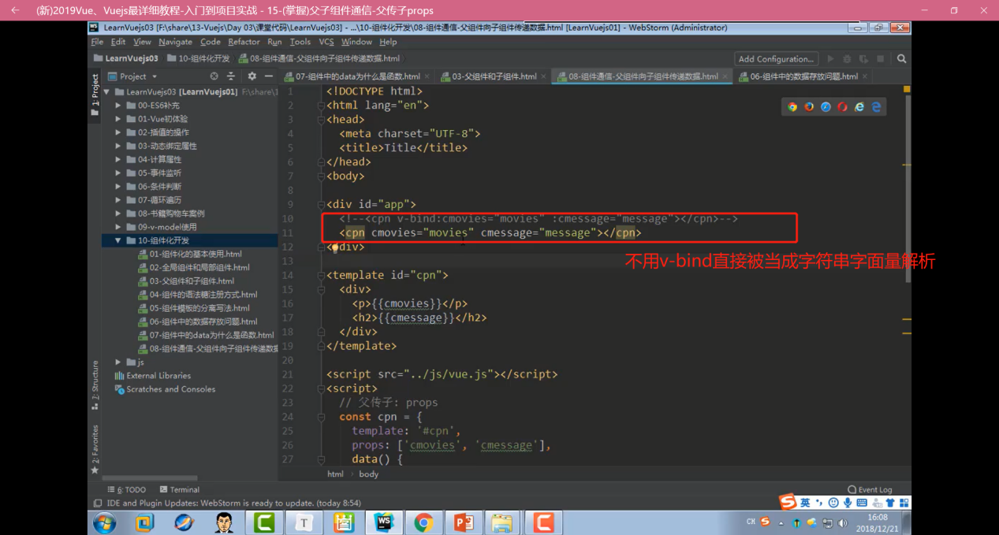 (新)2019Vue、Vuejs最详细教程-入门到项目实战 - 15-(掌握)父子组件通信-父传子props
LearnVuejs03 [F:\share\13-Vuejs\Day 03\课堂代码\LearnVuejs03] - ...\10-组件化开发\08-组件通信-父组件向子组件传递数据.html [LearnVuejs01] - WebStorm (Administrator)
File Edit View Navigate Code Refactor Run Tools VCS Window Help
LearnVuejs03 10-组件化开发 08-组件通信-父组件向子组件传递数据.html Add Configuration...
Project 07-组件中的data为什么是函数.html 03-父组件和子组件.html 08-组件通信-父组件向子组件传递数据.html 06-组件中的数据存放问题.html
1: Project
LearnVuejs03 [LearnVuejs01] F:\share\1
00-ES6补充
01-Vue初体验
02-插值的操作
03-动态绑定属性
04-计算属性
05-事件监听
06-条件判断
07-循环遍历
08-书籍购物车案例
09-v-model使用
10-组件化开发
01-组件化的基本使用.html
02-全局组件和局部组件.html
03-父组件和子组件.html
04-组件的语法糖注册方式.html
05-组件模板的分离写法.html
06-组件中的数据存放问题.html
07-组件中的data为什么是函数.html
08-组件通信-父组件向子组件传递数据
js
External Libraries
Scratches and Consoles
7: Structure
2: Favorites
1 <!DOCTYPE html>
2 <html lang="en">
3 <head>
4 <meta charset="UTF-8">
5 <title>Title</title>
6 </head>
7 <body>
8
9 <div id="app">
10 <!--<cpn v-bind:cmovies="movies" :cmessage="message"></cpn>-->
11 <cpn cmovies="movies" cmessage="message"></cpn>
12 </div>
13
不用v-bind直接被当成字符串字面量解析
14 <template id="cpn">
15 <div>
16 <p>{{cmovies}}</p>
17 <h2>{{cmessage}}</h2>
18 </div>
19 </template>
20
21 <script src="../js/vue.js"></script>
22 <script>
23 // 父传子: props
24 const cpn = {
25 template: '#cpn',
26 props: ['cmovies', 'cmessage'],
27 data() {
html body
6: TODO Terminal Event Log
IDE and Plugin Updates: WebStorm is ready to update. (today 8:54)
英
CH 16:08
2018/12/21